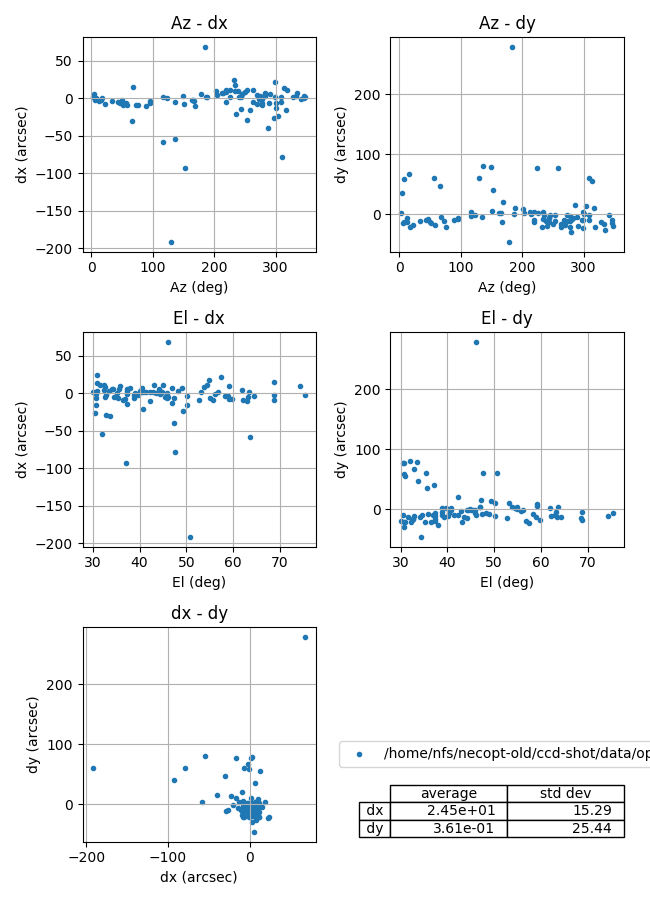 Az - dx
50
0
−50
−100
−150
−200
dx (arcsec)
0
100
200
300
Az (deg)
Az - dy
200
100
0
dy (arcsec)
0
100
200
300
Az (deg)
El - dx
50
0
−50
−100
−150
−200
dx (arcsec)
30
40
50
60
70
El (deg)
El - dy
200
100
0
dy (arcsec)
30
40
50
60
70
El (deg)
dx - dy
200
100
0
dy (arcsec)
−200
−100
0
dx (arcsec)
/home/nfs/necopt-old/ccd-shot/data/op
average std dev
dx 2.45e+01 15.29
dy 3.61e-01 25.44